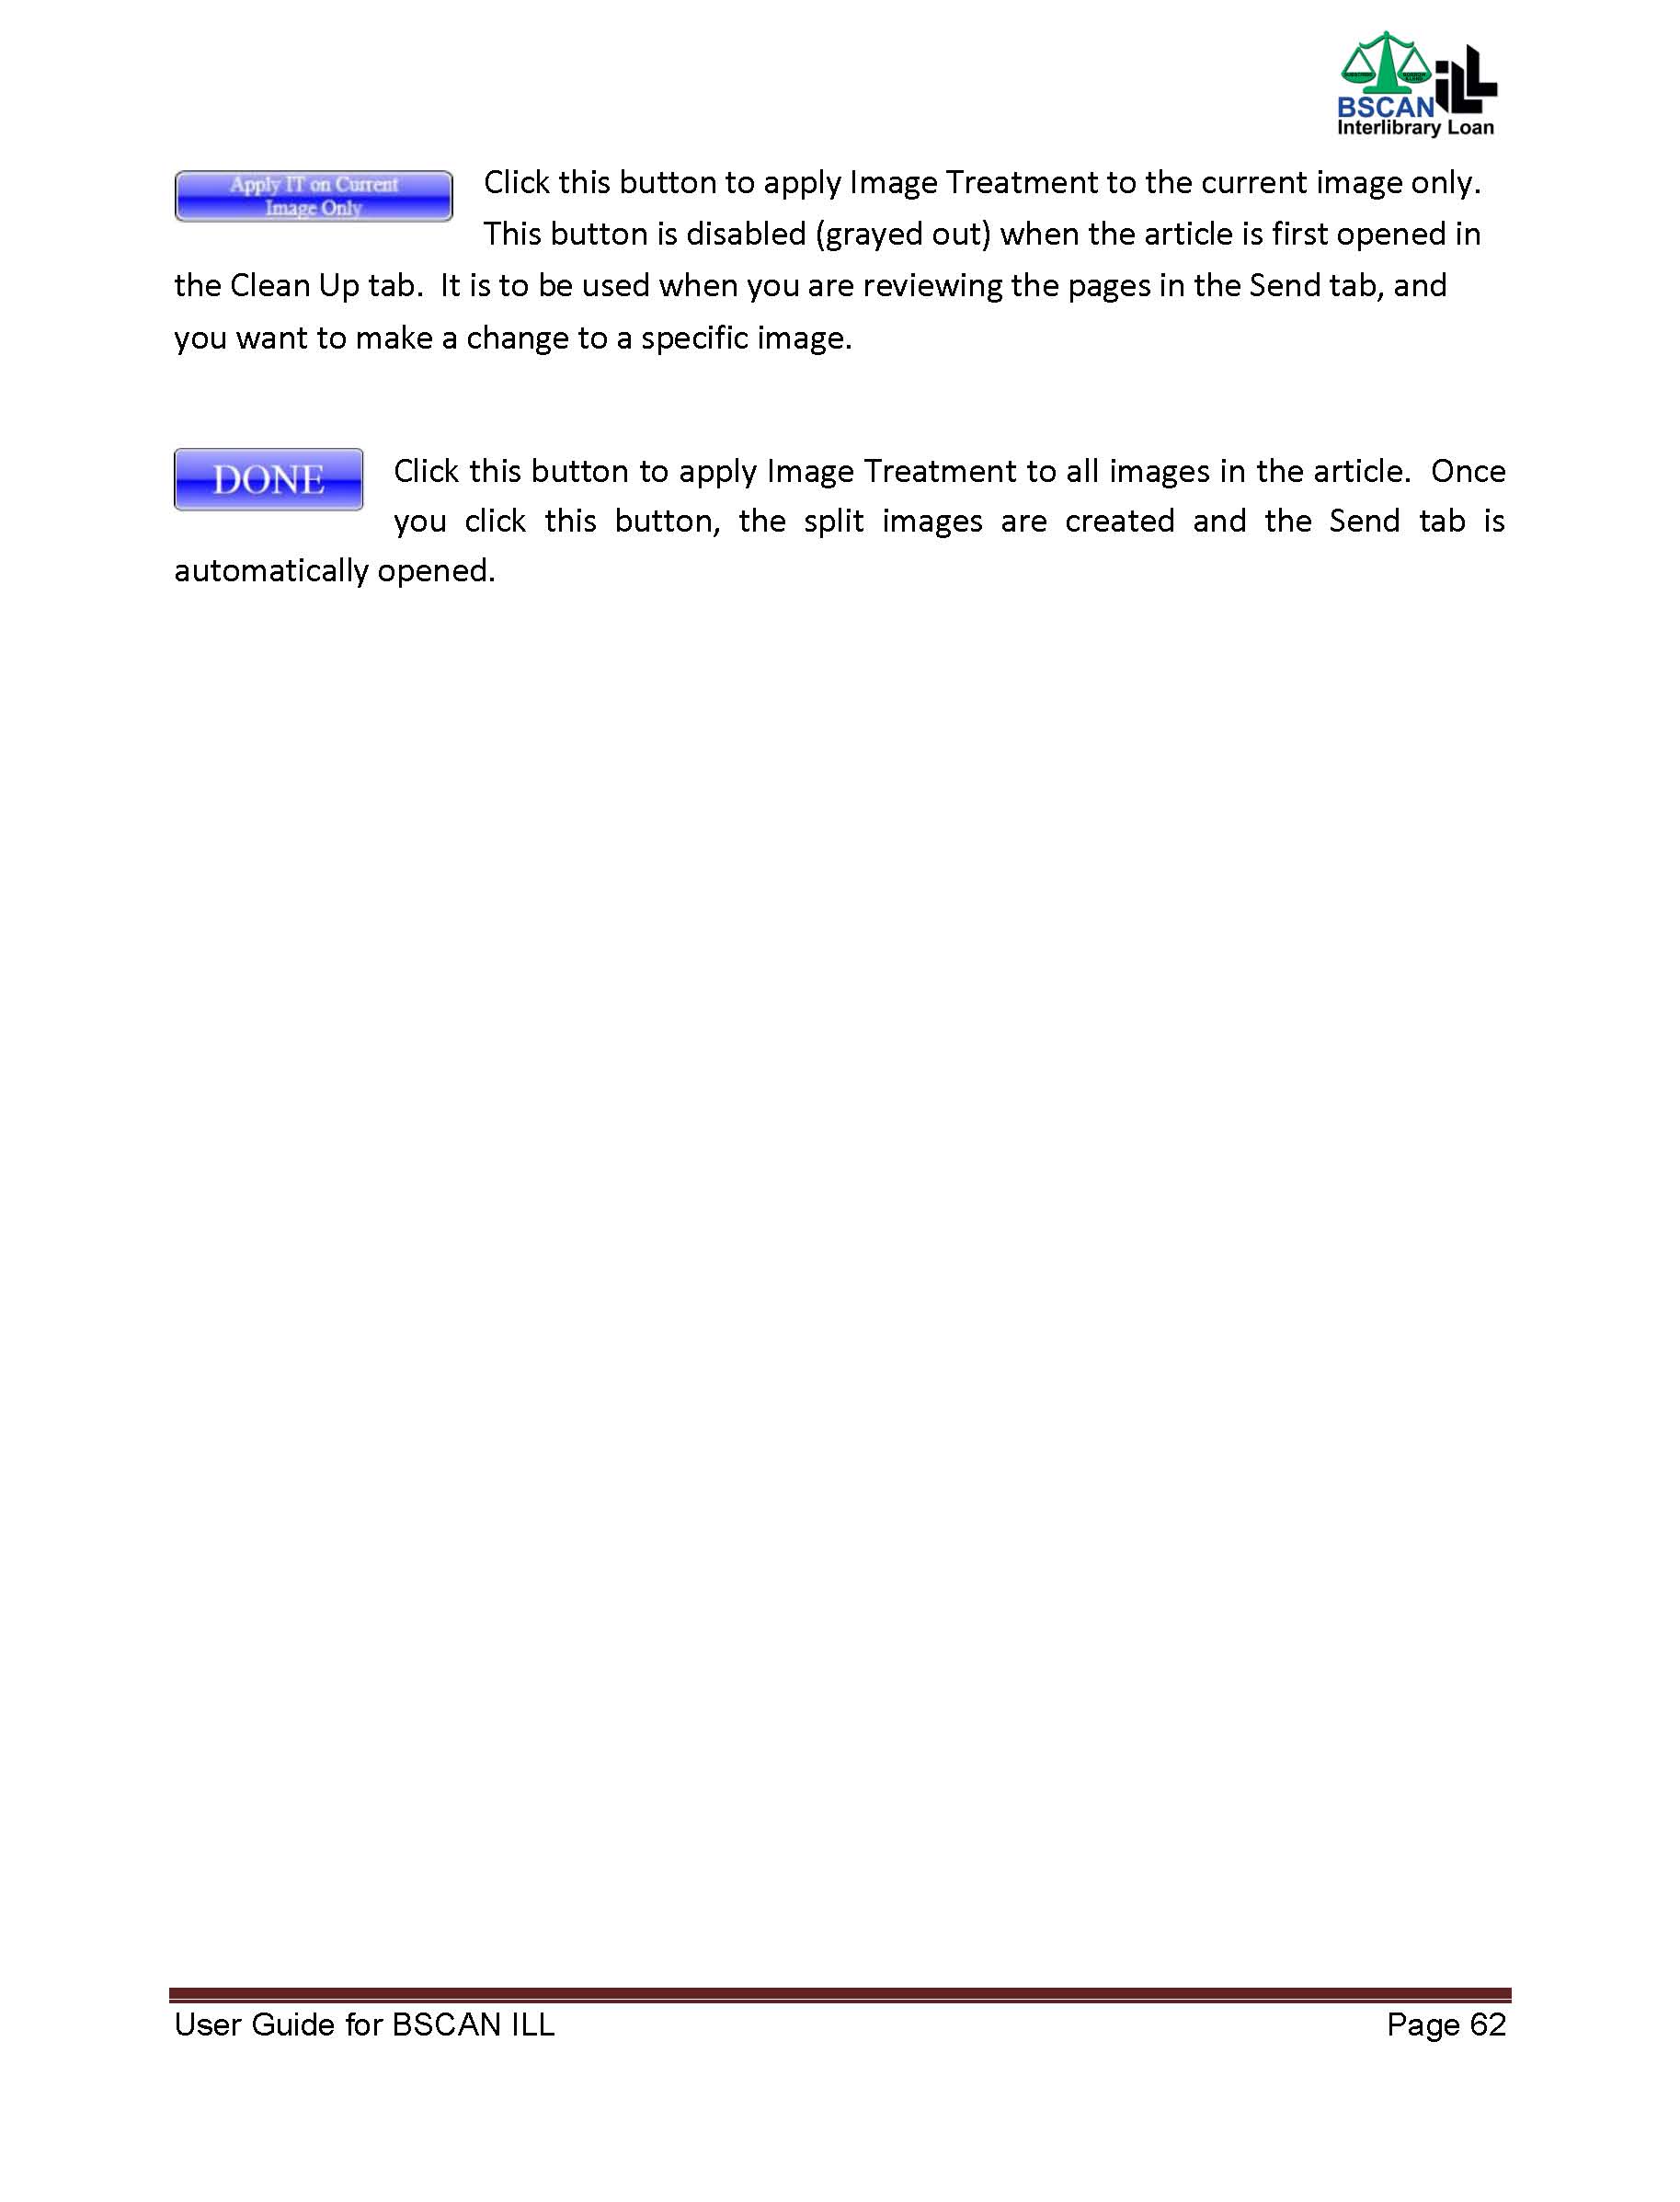 BSCAN ILL
Interlibrary Loan
Apply IT on Current
Image Only
Click this button to apply Image Treatment to the current image only.
This button is disabled (grayed out) when the article is first opened in
the Clean Up tab.  It is to be used when you are reviewing the pages in the Send tab, and
you want to make a change to a specific image.
DONE
Click this button to apply Image Treatment to all images in the article.  Once
you click this button, the split images are created and the Send tab is
automatically opened.
User Guide for BSCAN ILL
Page 62